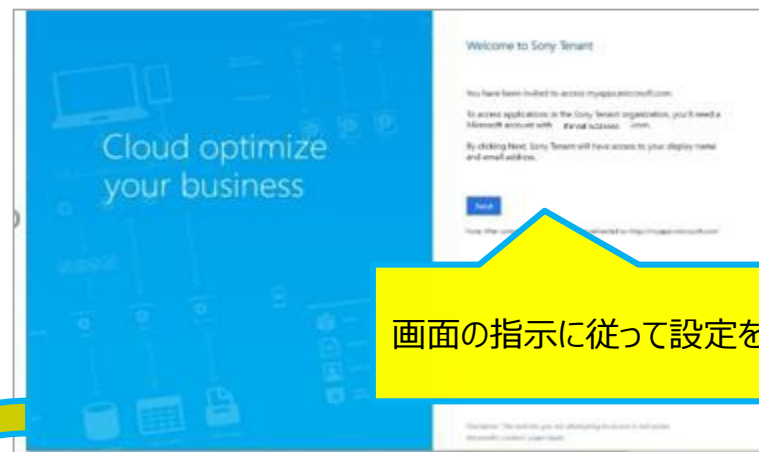 Cloud optimize
your business
Welcome to Sony Tenant
You have been invited to access myapps.microsoft.com
To access applications in the Sony Tenant organization, you'll need a
Microsoft account with
By clicking Next, Sony Tenant will have access to your display name
and email address.
Next
画面の指示に従って設定を